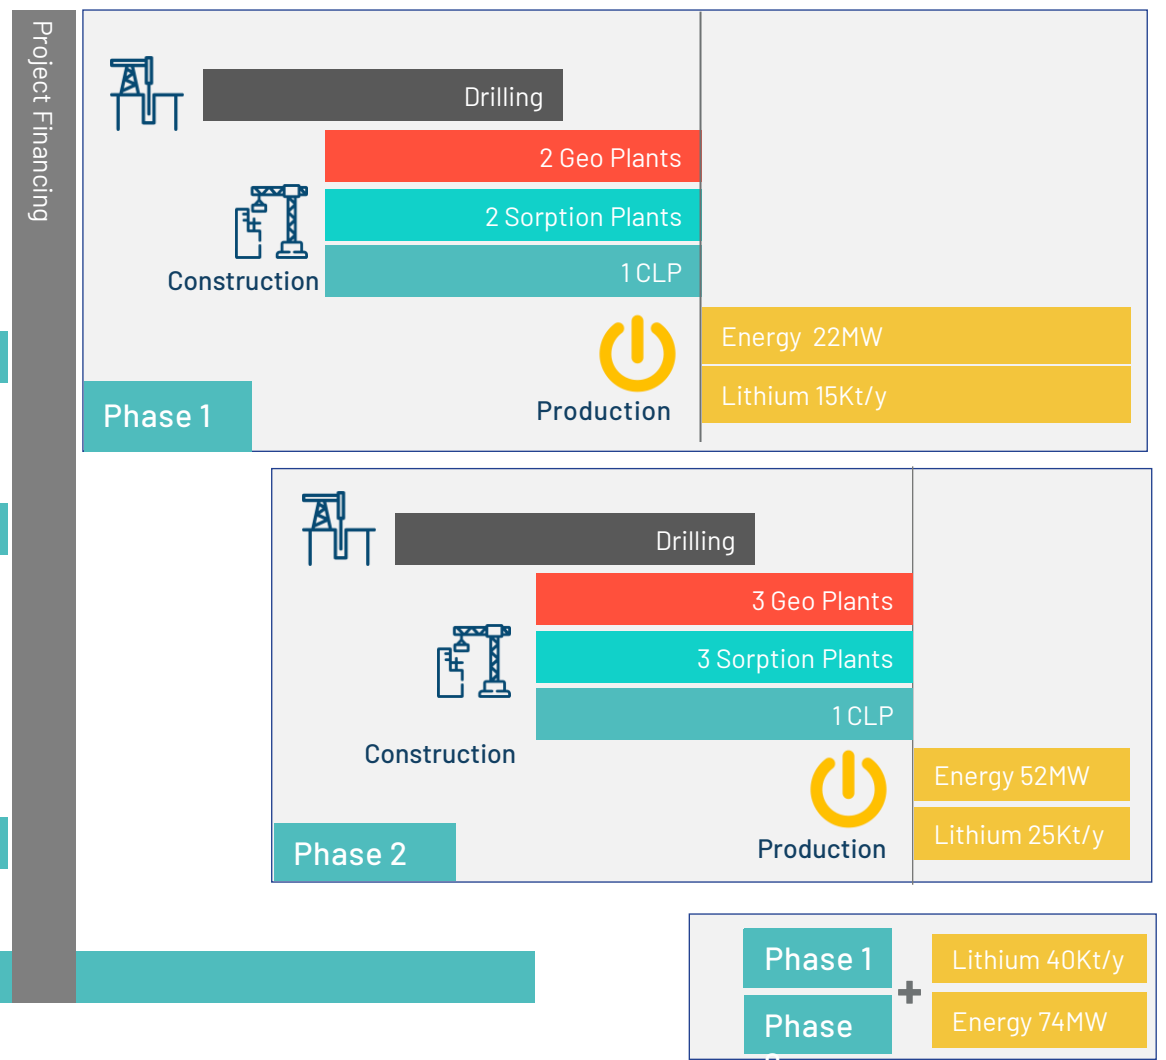 Project Financing
Drilling
2 Geo Plants
2 Sorption Plants
1 CLP
Construction
Energy 22MW
Lithium 15Kt/y
Production
Phase 1
Drilling
3 Geo Plants
3 Sorption Plants
1 CLP
Construction
Energy 52MW
Lithium 25Kt/y
Production
Phase 2
Phase 1
Lithium 40Kt/y
Phase
Energy 74MW